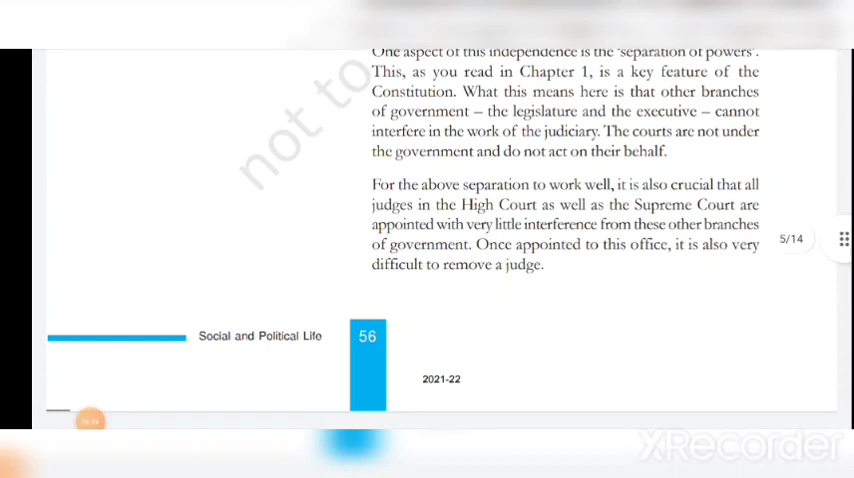 One aspect of this independence is the 'separation of powers'.
This, as you read in Chapter 1, is a key feature of the
Constitution. What this means here is that other branches
of government – the legislature and the executive – cannot
interfere in the work of the judiciary. The courts are not under
the government and do not act on their behalf.
not to
For the above separation to work well, it is also crucial that all
judges in the High Court as well as the Supreme Court are
appointed with very little interference from these other branches
of government. Once appointed to this office, it is also very
difficult to remove a judge.
5/14
Social and Political Life
56
2021-22
XRecorder